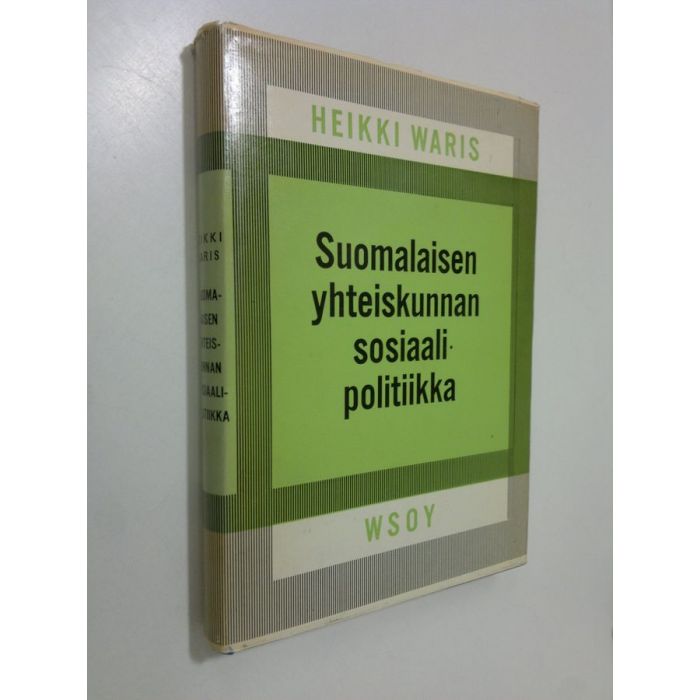 HEIKKI WARIS
Suomalaisen
yhteiskunnan
sosiaali-
politiikka
WSOY